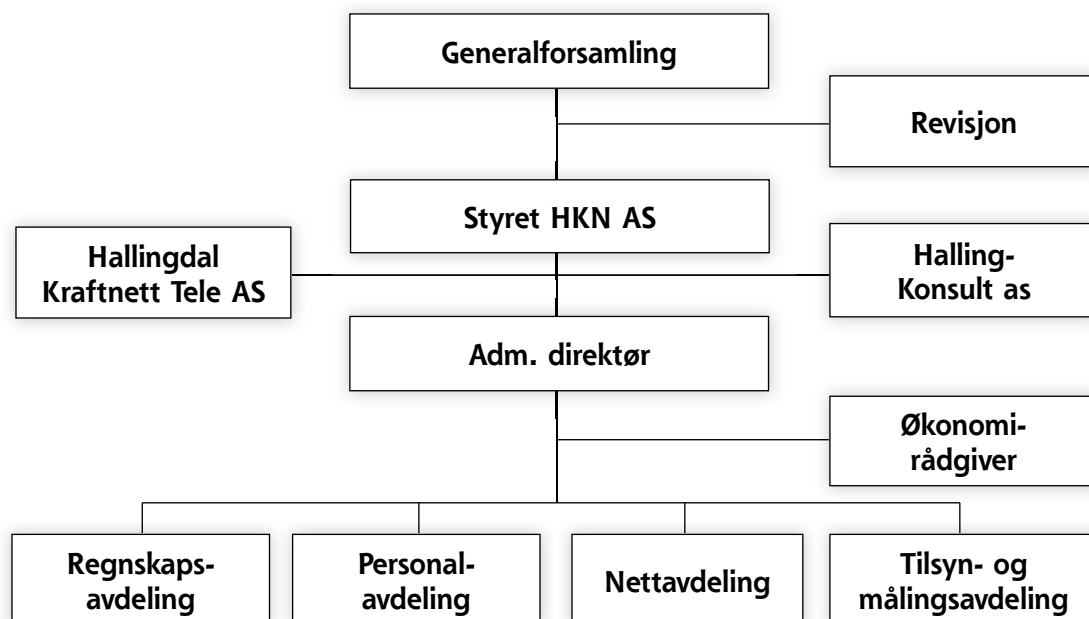 Generalforsamling
Revisjon
Styret HKN AS
Hallingdal
Kraftnett Tele AS
Halling-
Konsult as
Adm. direktør
Økonomi-
rådgiver
Regnskaps-
avdeling
Personal-
avdeling
Nettavdeling
Tilsyn- og
målingsavdeling